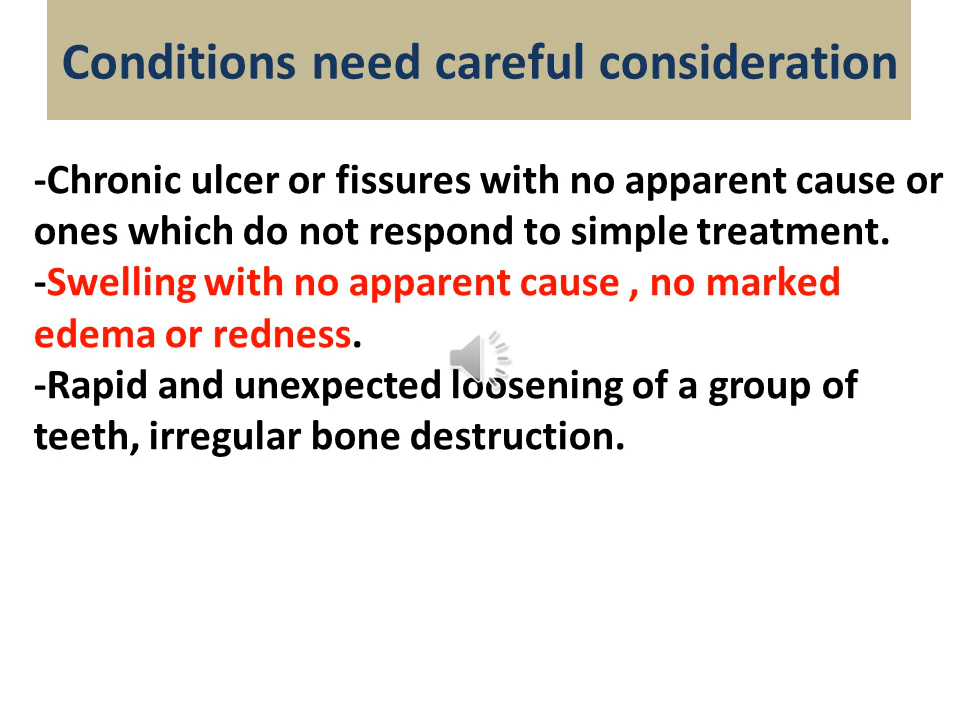 Conditions need careful consideration
-Chronic ulcer or fissures with no apparent cause or
ones which do not respond to simple treatment.
-Swelling with no apparent cause , no marked
edema or redness.
-Rapid and unexpected loosening of a group of
teeth, irregular bone destruction.